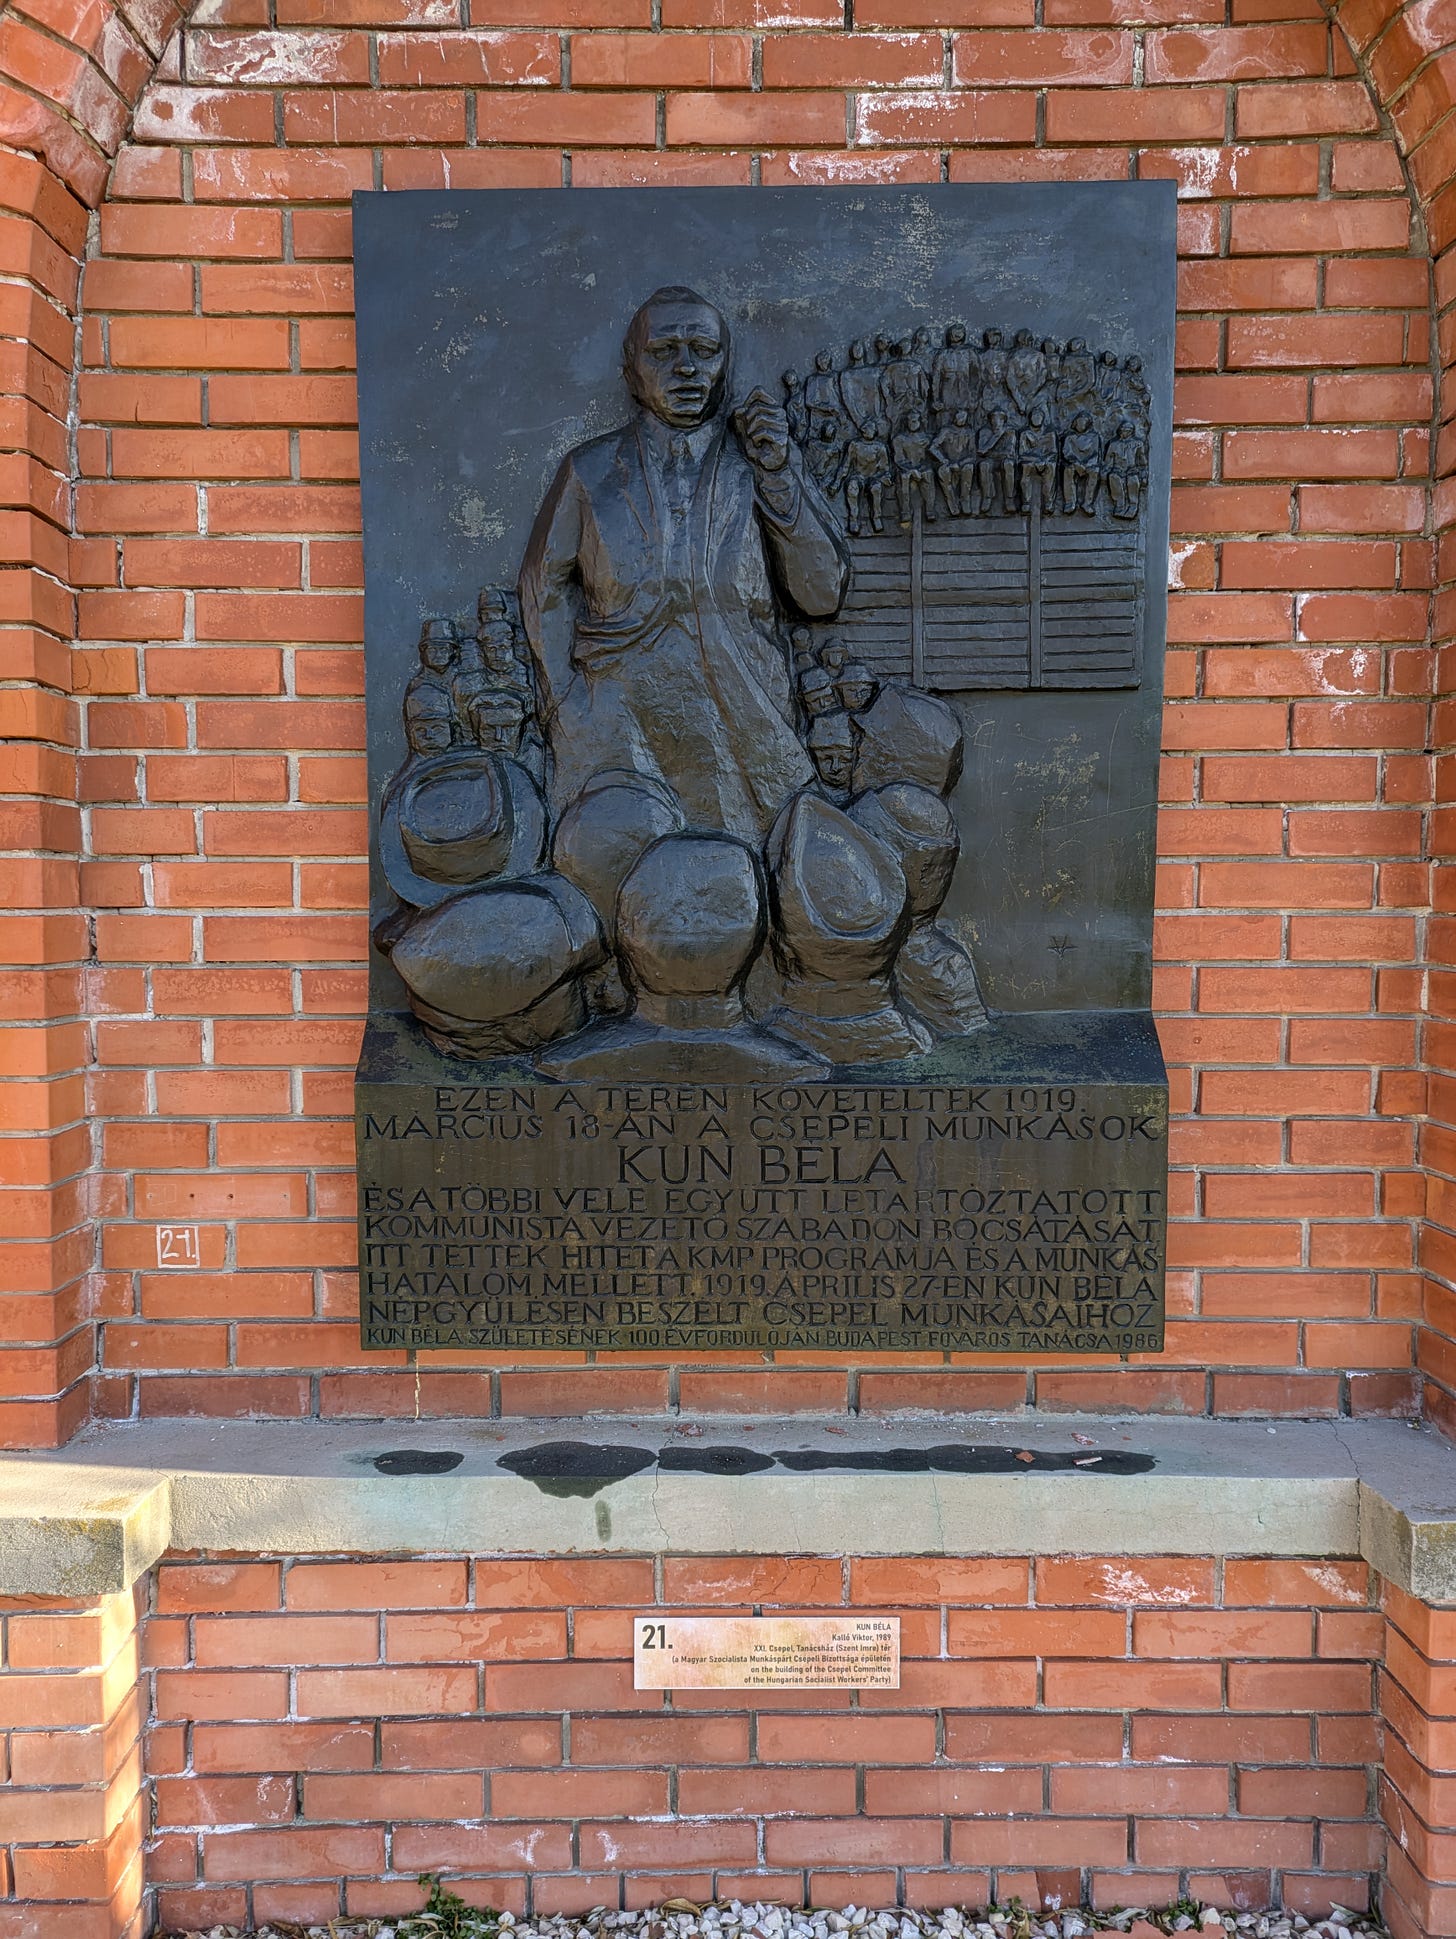 EZEN A TÉREN KÖVETELTÉK 1919.
MÁRCIUS 18-ÁN A CSEPELI MUNKÁSOK
KUN BÉLA
ÉS A TÖBBI VELE EGYÜTT LETARTÓZTATOTT
KOMMUNISTA VEZETŐ SZABADON BOCSÁTÁSÁT
ITT TETTEK HITET A KMP PROGRAMJA ÉS A MUNKÁS-
HATALOM MELLETT. 1919. ÁPRILIS 27-ÉN KUN BÉLA
NÉPGYŰLÉSEN BESZÉLT CSEPEL MUNKÁSAIHOZ
KUN BÉLA SZÜLETÉSÉNEK 100. ÉVFORDULÓJÁN BUDAPEST FŐVÁROS TANÁCSA 1986
21.
21.
KUN BÉLA
Kalló Viktor, 1989
XXI. Csepel, Tanácsház (Szent Imre) tér
(a Magyar Szocialista Munkáspárt Csepeli Bizottsága épületén
on the building of the Csepel Committee
of the Hungarian Socialist Workers' Party)